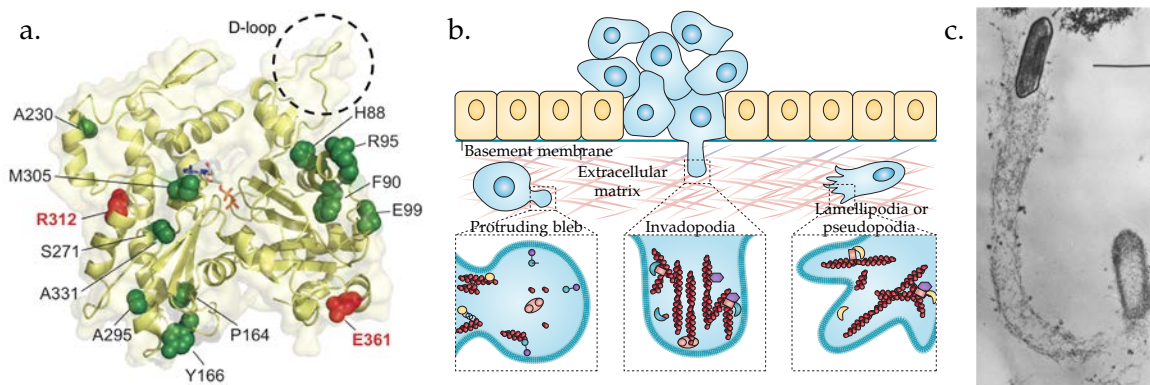 a.
D-loop
A230
M305
R312
S271
A331
A295
Y166
P164
E361
E99
F90
R95
H88
b.
Basement membrane
Extracellular
matrix
Protruding bleb
Invadopodia
Lamellipodia or
pseudopodia
c.